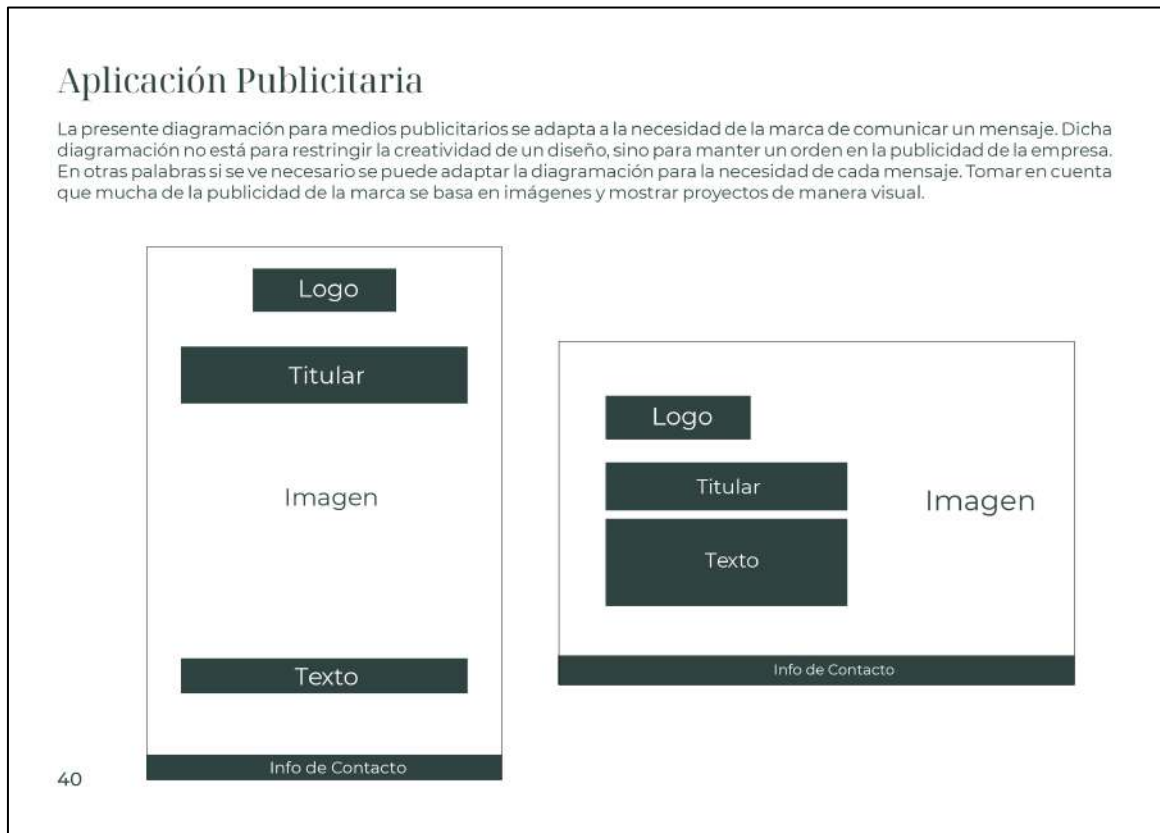 Aplicación Publicitaria
La presente diagramación para medios publicitarios se adapta a la necesidad de la marca de comunicar un mensaje. Dicha
diagramación no está para restringir la creatividad de un diseño, sino para manter un orden en la publicidad de la empresa.
En otras palabras si se ve necesario se puede adaptar la diagramación para la necesidad de cada mensaje. Tomar en cuenta
que mucha de la publicidad de la marca se basa en imágenes y mostrar proyectos de manera visual.
Logo
Titular
Imagen
Texto
Info de Contacto
Logo
Titular
Texto
Imagen
Info de Contacto
40